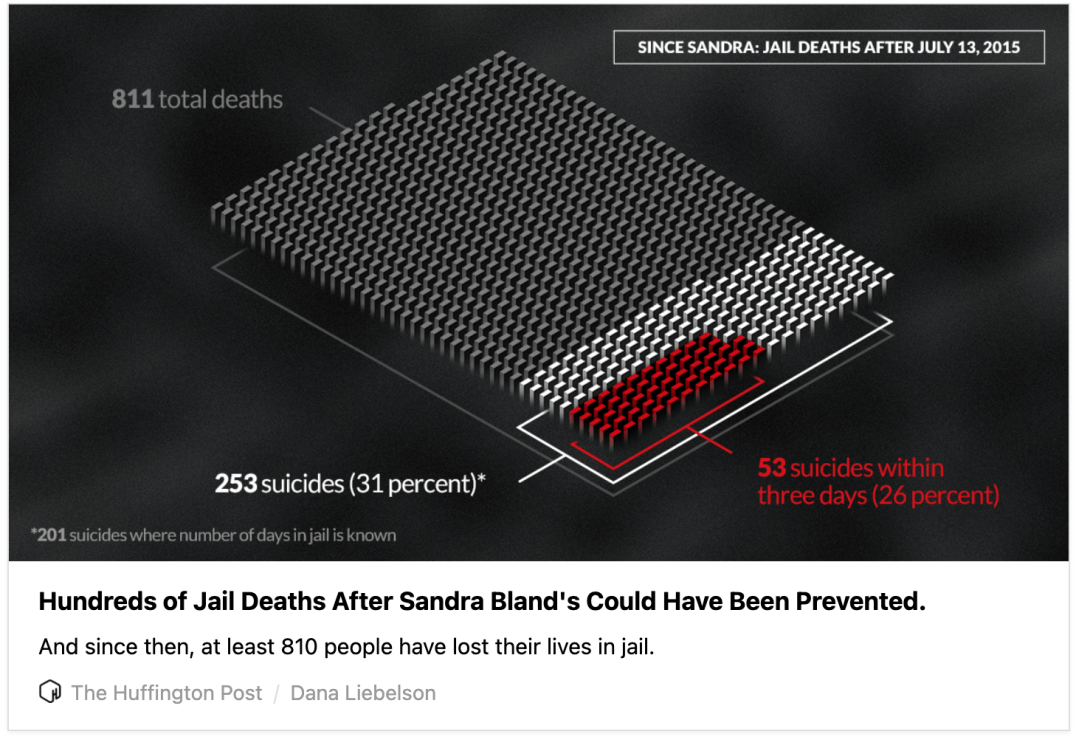 SINCE SANDRA: JAIL DEATHS AFTER JULY 13, 2015
811 total deaths
253 suicides (31 percent)*
53 suicides within
three days (26 percent)
*201 suicides where number of days in jail is known
Hundreds of Jail Deaths After Sandra Bland's Could Have Been Prevented.
And since then, at least 810 people have lost their lives in jail.
The Huffington Post / Dana Liebelson